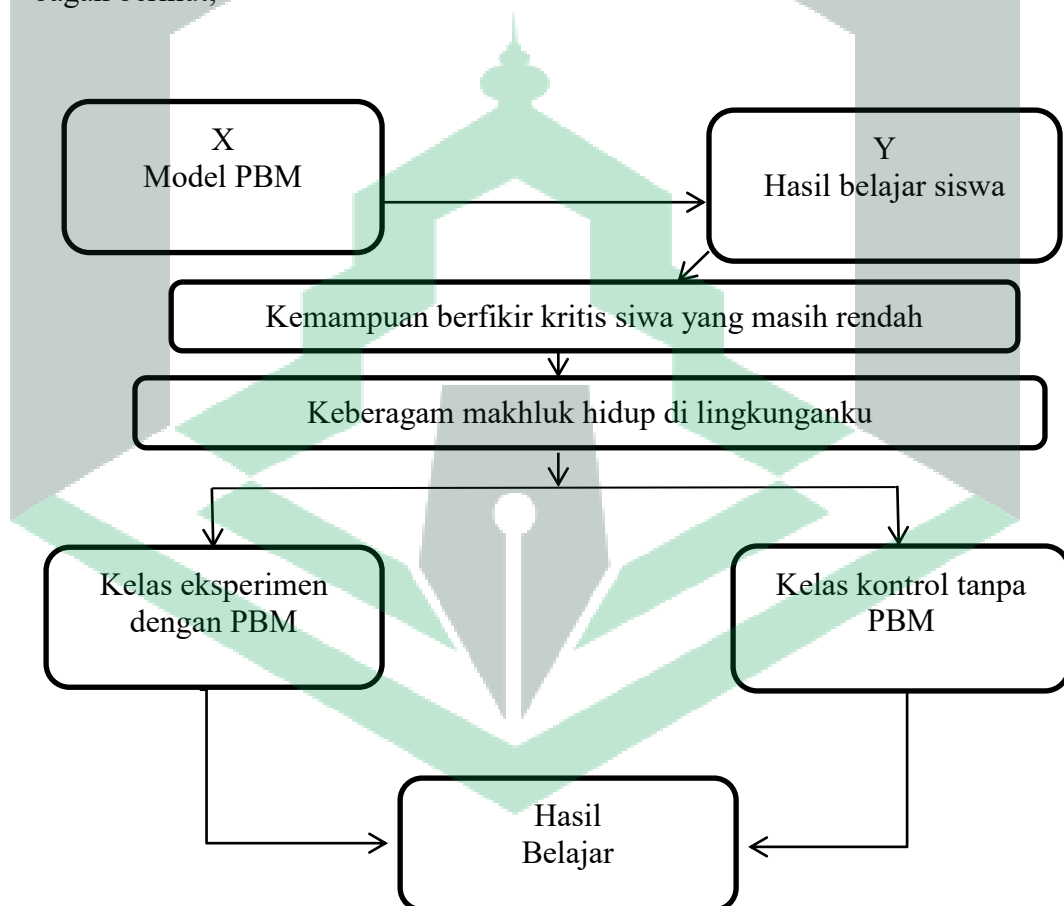 bagan berikut;
X
Model PBM
Y
Hasil belajar siswa
Kemampuan berfikir kritis siwa yang masih rendah
Keberagam makhluk hidup di lingkunganku
Kelas eksperimen
dengan PBM
Kelas kontrol tanpa
PBM
Hasil
Belajar